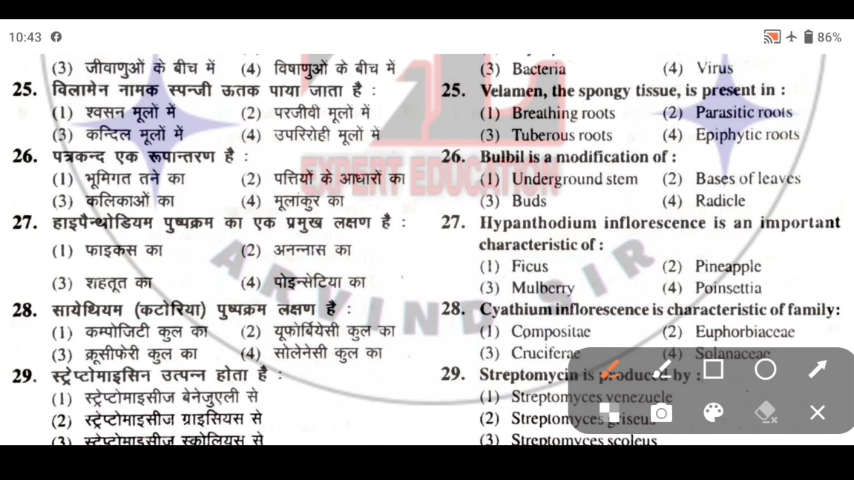 10:43
86%
(3) जीवाणुओं के बीच में (4) विषाणुओं के बीच में
25. विलामेन नामक स्पन्जी ऊतक पाया जाता है :
(1) श्वसन मूलों में (2) परजीवी मूलो में
(3) कन्दिल मूलों में (4) उपरिरोही मूलों में
26. पत्रकन्द एक रूपान्तरण है :
(1) भूमिगत तने का (2) पत्तियों के आधारों का
(3) कलिकाओं का (4) मूलांकुर का
27. हाइपैन्थोडियम पुष्पक्रम का एक प्रमुख लक्षण है :
(1) फाइकस का (2) अनन्नास का
(3) शहतूत का (4) पोइन्सेटिया का
28. सायेथियम (कटोरिया) पुष्पक्रम लक्षण है :
(1) कम्पोजिटी कुल का (2) यूफोर्बियेसी कुल का
(3) क्रूसीफेरी कुल का (4) सोलेनेसी कुल का
29. स्ट्रेप्टोमाइसिन उत्पन्न होता है :
(1) स्ट्रेप्टोमाइसीज बेनेजुएली से
(2) स्ट्रेप्टोमाइसीज ग्राइसियस से
(3) स्ट्रेप्टोमाइसीज स्कोलियस से
(3) Bacteria (4) Virus
25. Velamen, the spongy tissue, is present in :
(1) Breathing roots (2) Parasitic roots
(3) Tuberous roots (4) Epiphytic roots
26. Bulbil is a modification of :
(1) Underground stem (2) Bases of leaves
(3) Buds (4) Radicle
27. Hypanthodium inflorescence is an important
characteristic of :
(1) Ficus (2) Pineapple
(3) Mulberry (4) Poinsettia
28. Cyathium inflorescence is characteristic of family:
(1) Compositae (2) Euphorbiaceae
(3) Cruciferae (4) Solanaceae
29. Streptomycin is produced by :
(1) Streptomyces venezuele
(2) Streptomyces griseus
(3) Streptomyces scoleus
EXPERT EDUCATION
ARVIND SIR